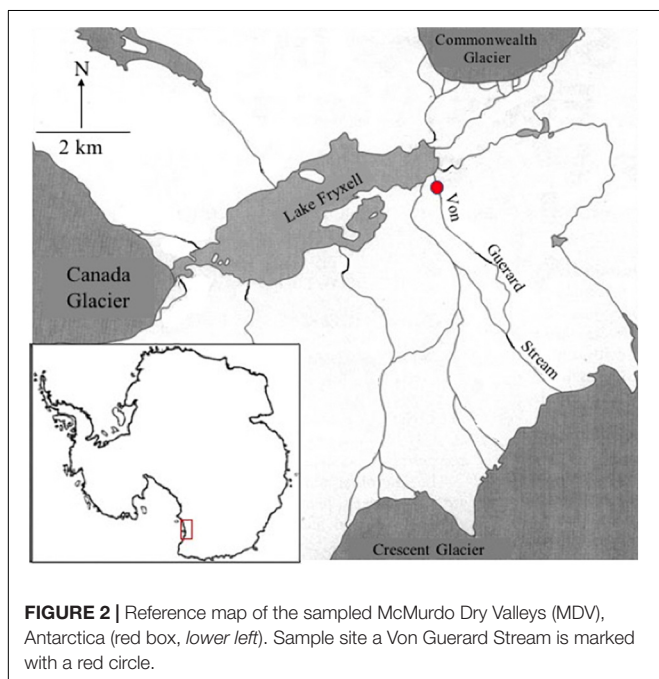 Commonwealth
Glacier
N
2 km
Lake Fryxell
Von
Guerard
Stream
Canada
Glacier
Crescent Glacier
FIGURE 2 | Reference map of the sampled McMurdo Dry Valleys (MDV),
Antarctica (red box, lower left). Sample site a Von Guerard Stream is marked
with a red circle.